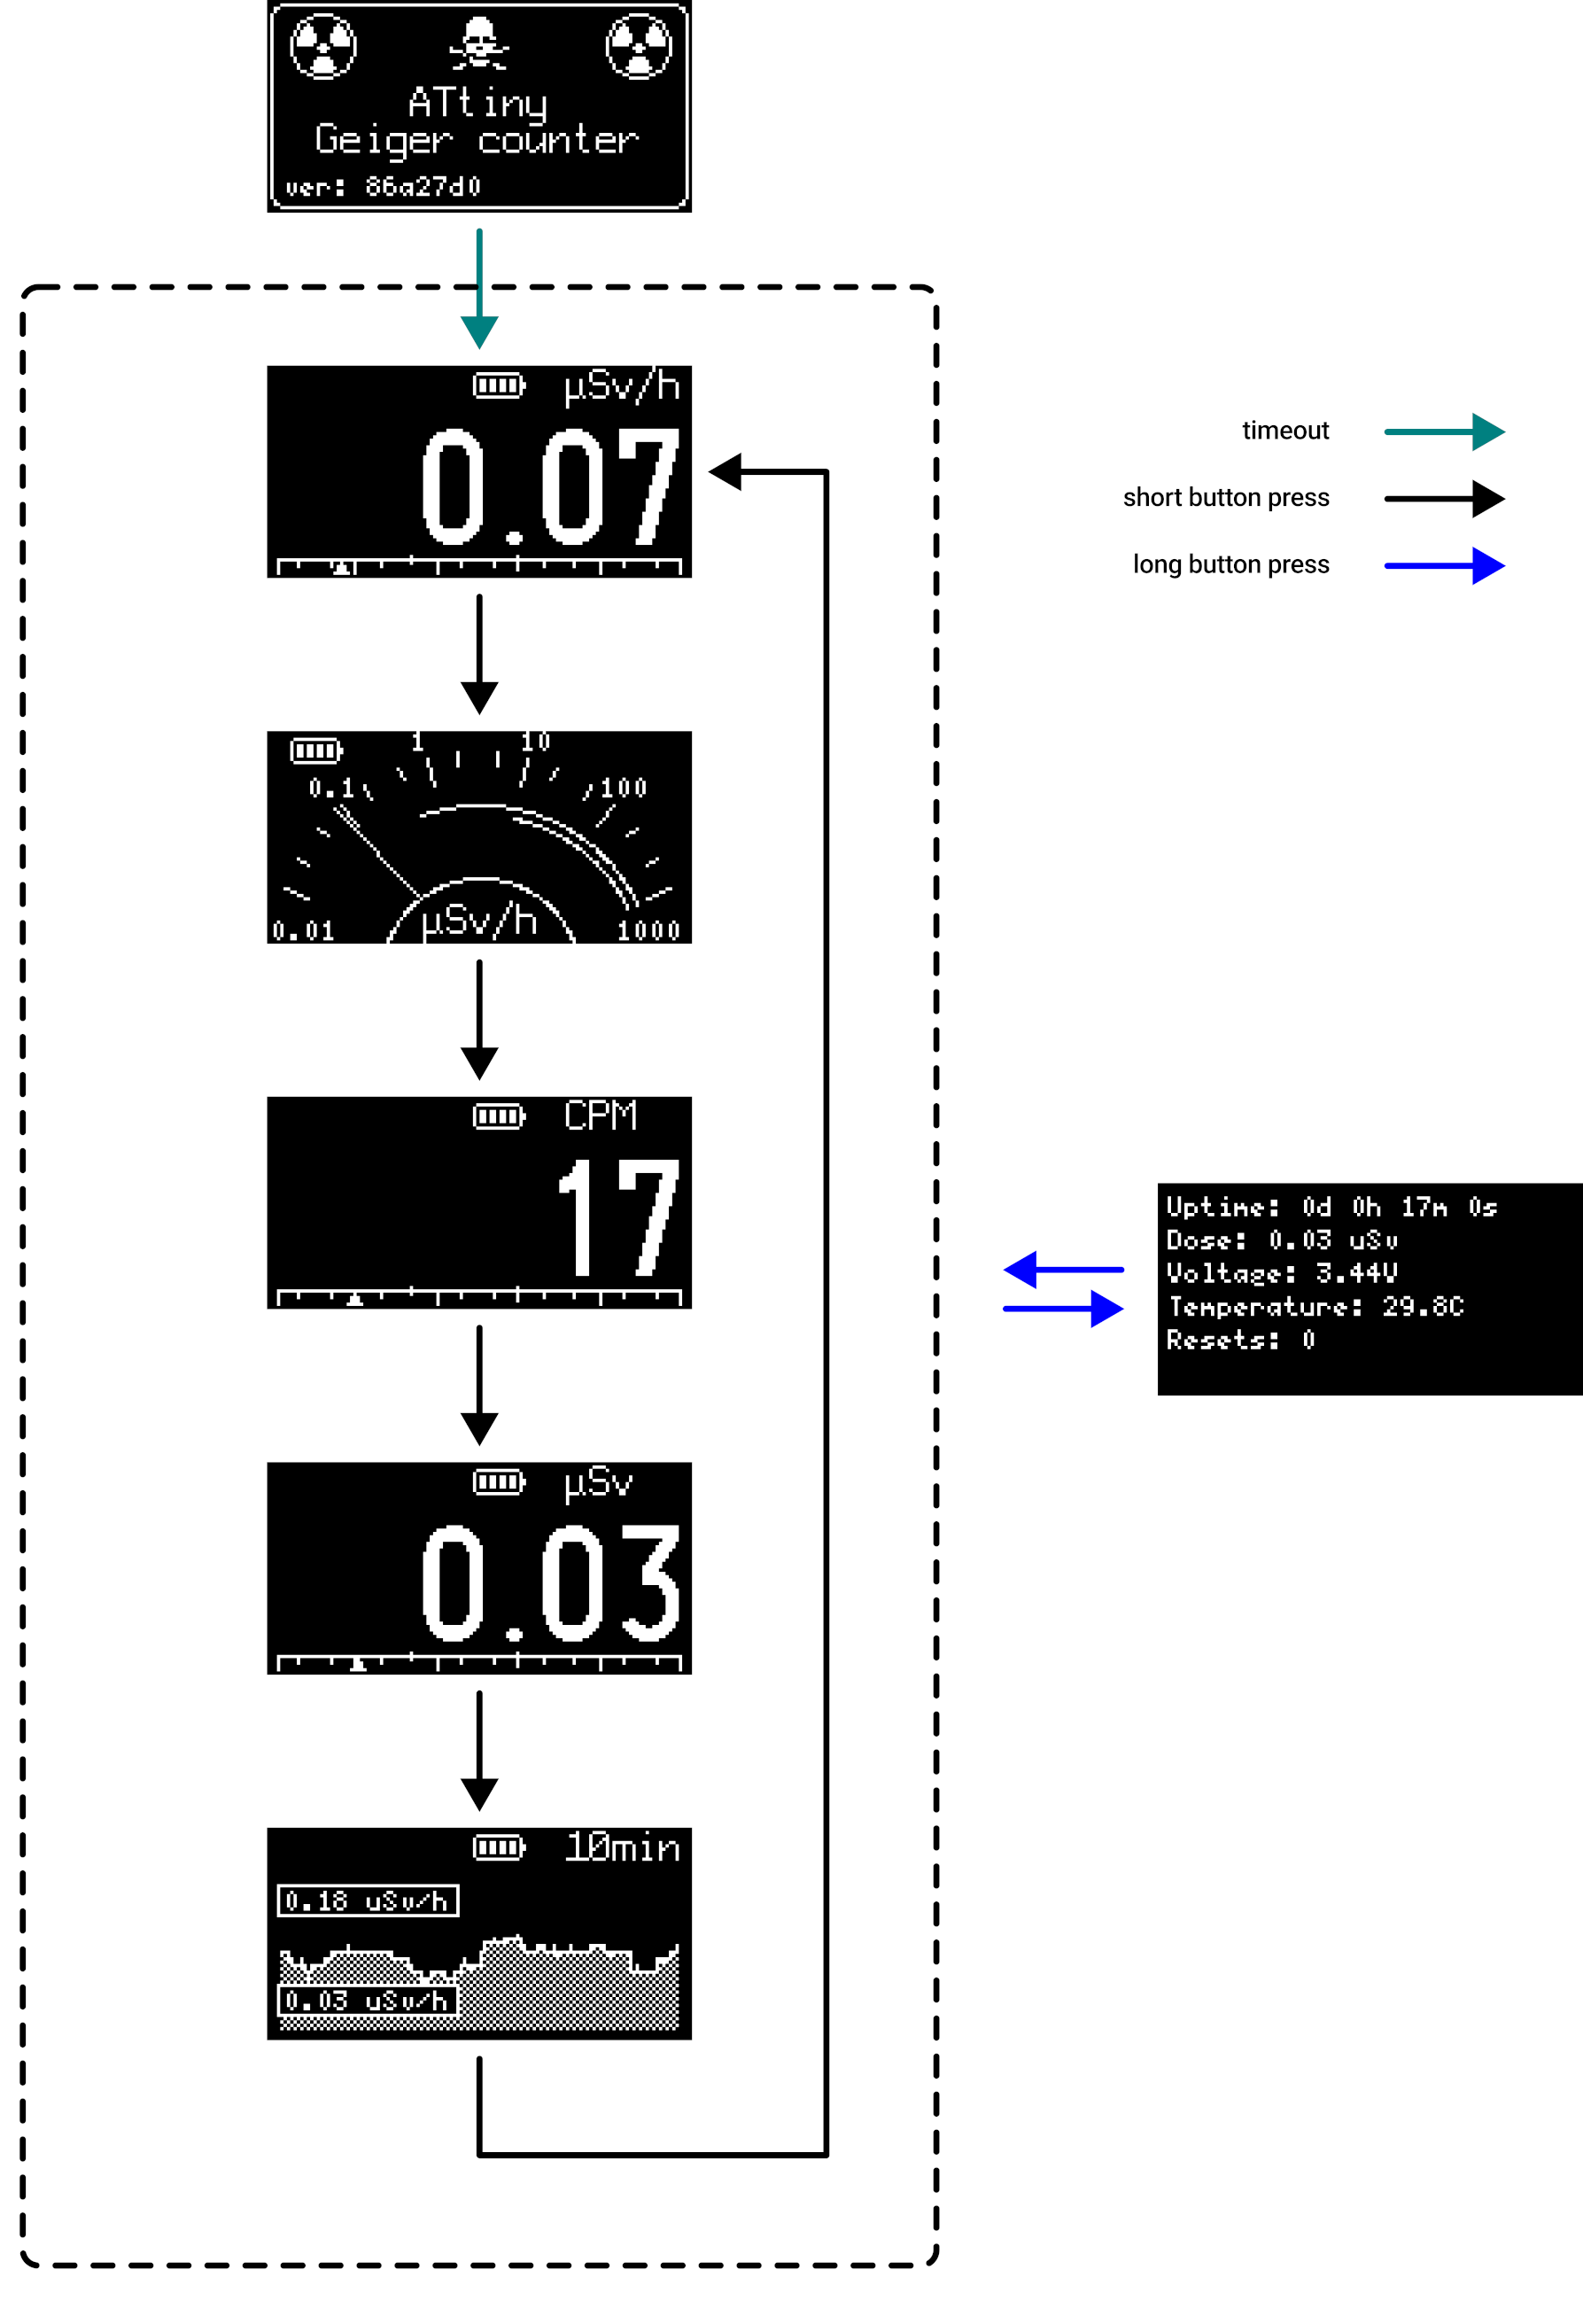 ATtiny
Geiger counter
ver: 86a27d0
µSv/h
0.07
timeout
short button press
long button press
1 10
0.1 100
µSv/h
0.01 1000
CPM
17
Uptime: 0d 0h 17m 0s
Dose: 0.03 uSv
Voltage: 3.44V
Temperature: 29.8C
Resets: 0
µSv
0.03
10min
0.18 uSv/h
0.03 uSv/h